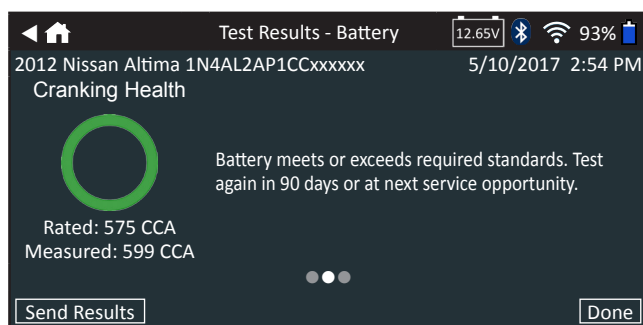 Test Results - Battery
12.65V
93%
2012 Nissan Altima 1N4AL2AP1CCxxxxxx
5/10/2017 2:54 PM
Cranking Health
Battery meets or exceeds required standards. Test
again in 90 days or at next service opportunity.
Rated: 575 CCA
Measured: 599 CCA
Send Results
Done